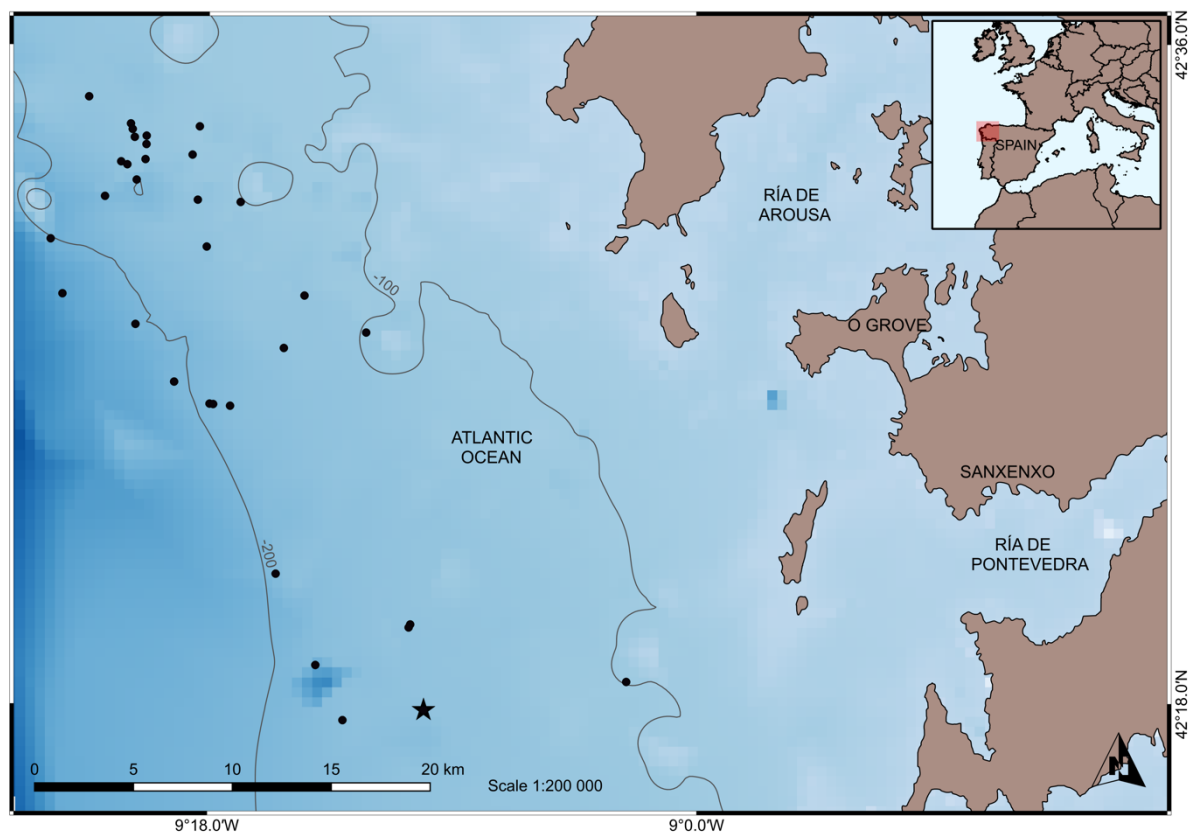 42°36.0'N
SPAIN
RÍA DE
AROUSA
-100
O GROVE
ATLANTIC
OCEAN
SANXENXO
-200
RÍA DE
PONTEVEDRA
42°18.0'N
N
0 5 10 15 20 km
Scale 1:200 000
9°18.0'W 9°0.0'W